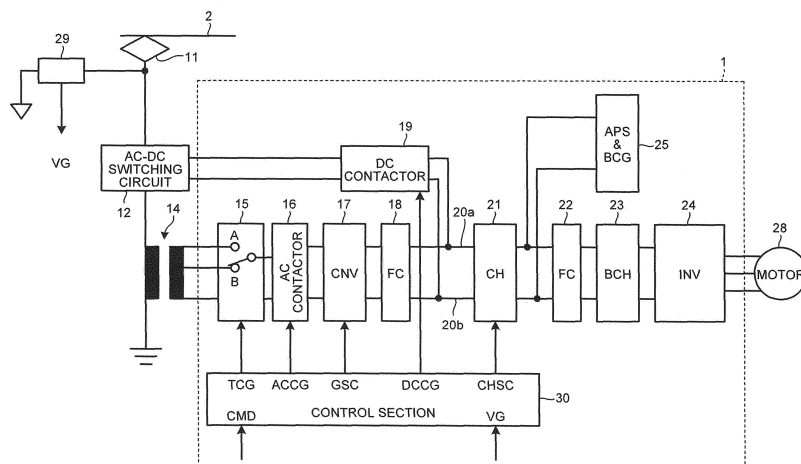 2
29
11
1
VG
19
AC-DC
SWITCHING
CIRCUIT
DC
CONTACTOR
APS
&
BCG
25
12
14
15
16
17
18
20a
21
22
23
24
28
A
B
AC
CONTACTOR
CNV
FC
CH
FC
BCH
INV
MOTOR
20b
TCG
ACCG
GSC
DCCG
CHSC
CMD
CONTROL SECTION
VG
30